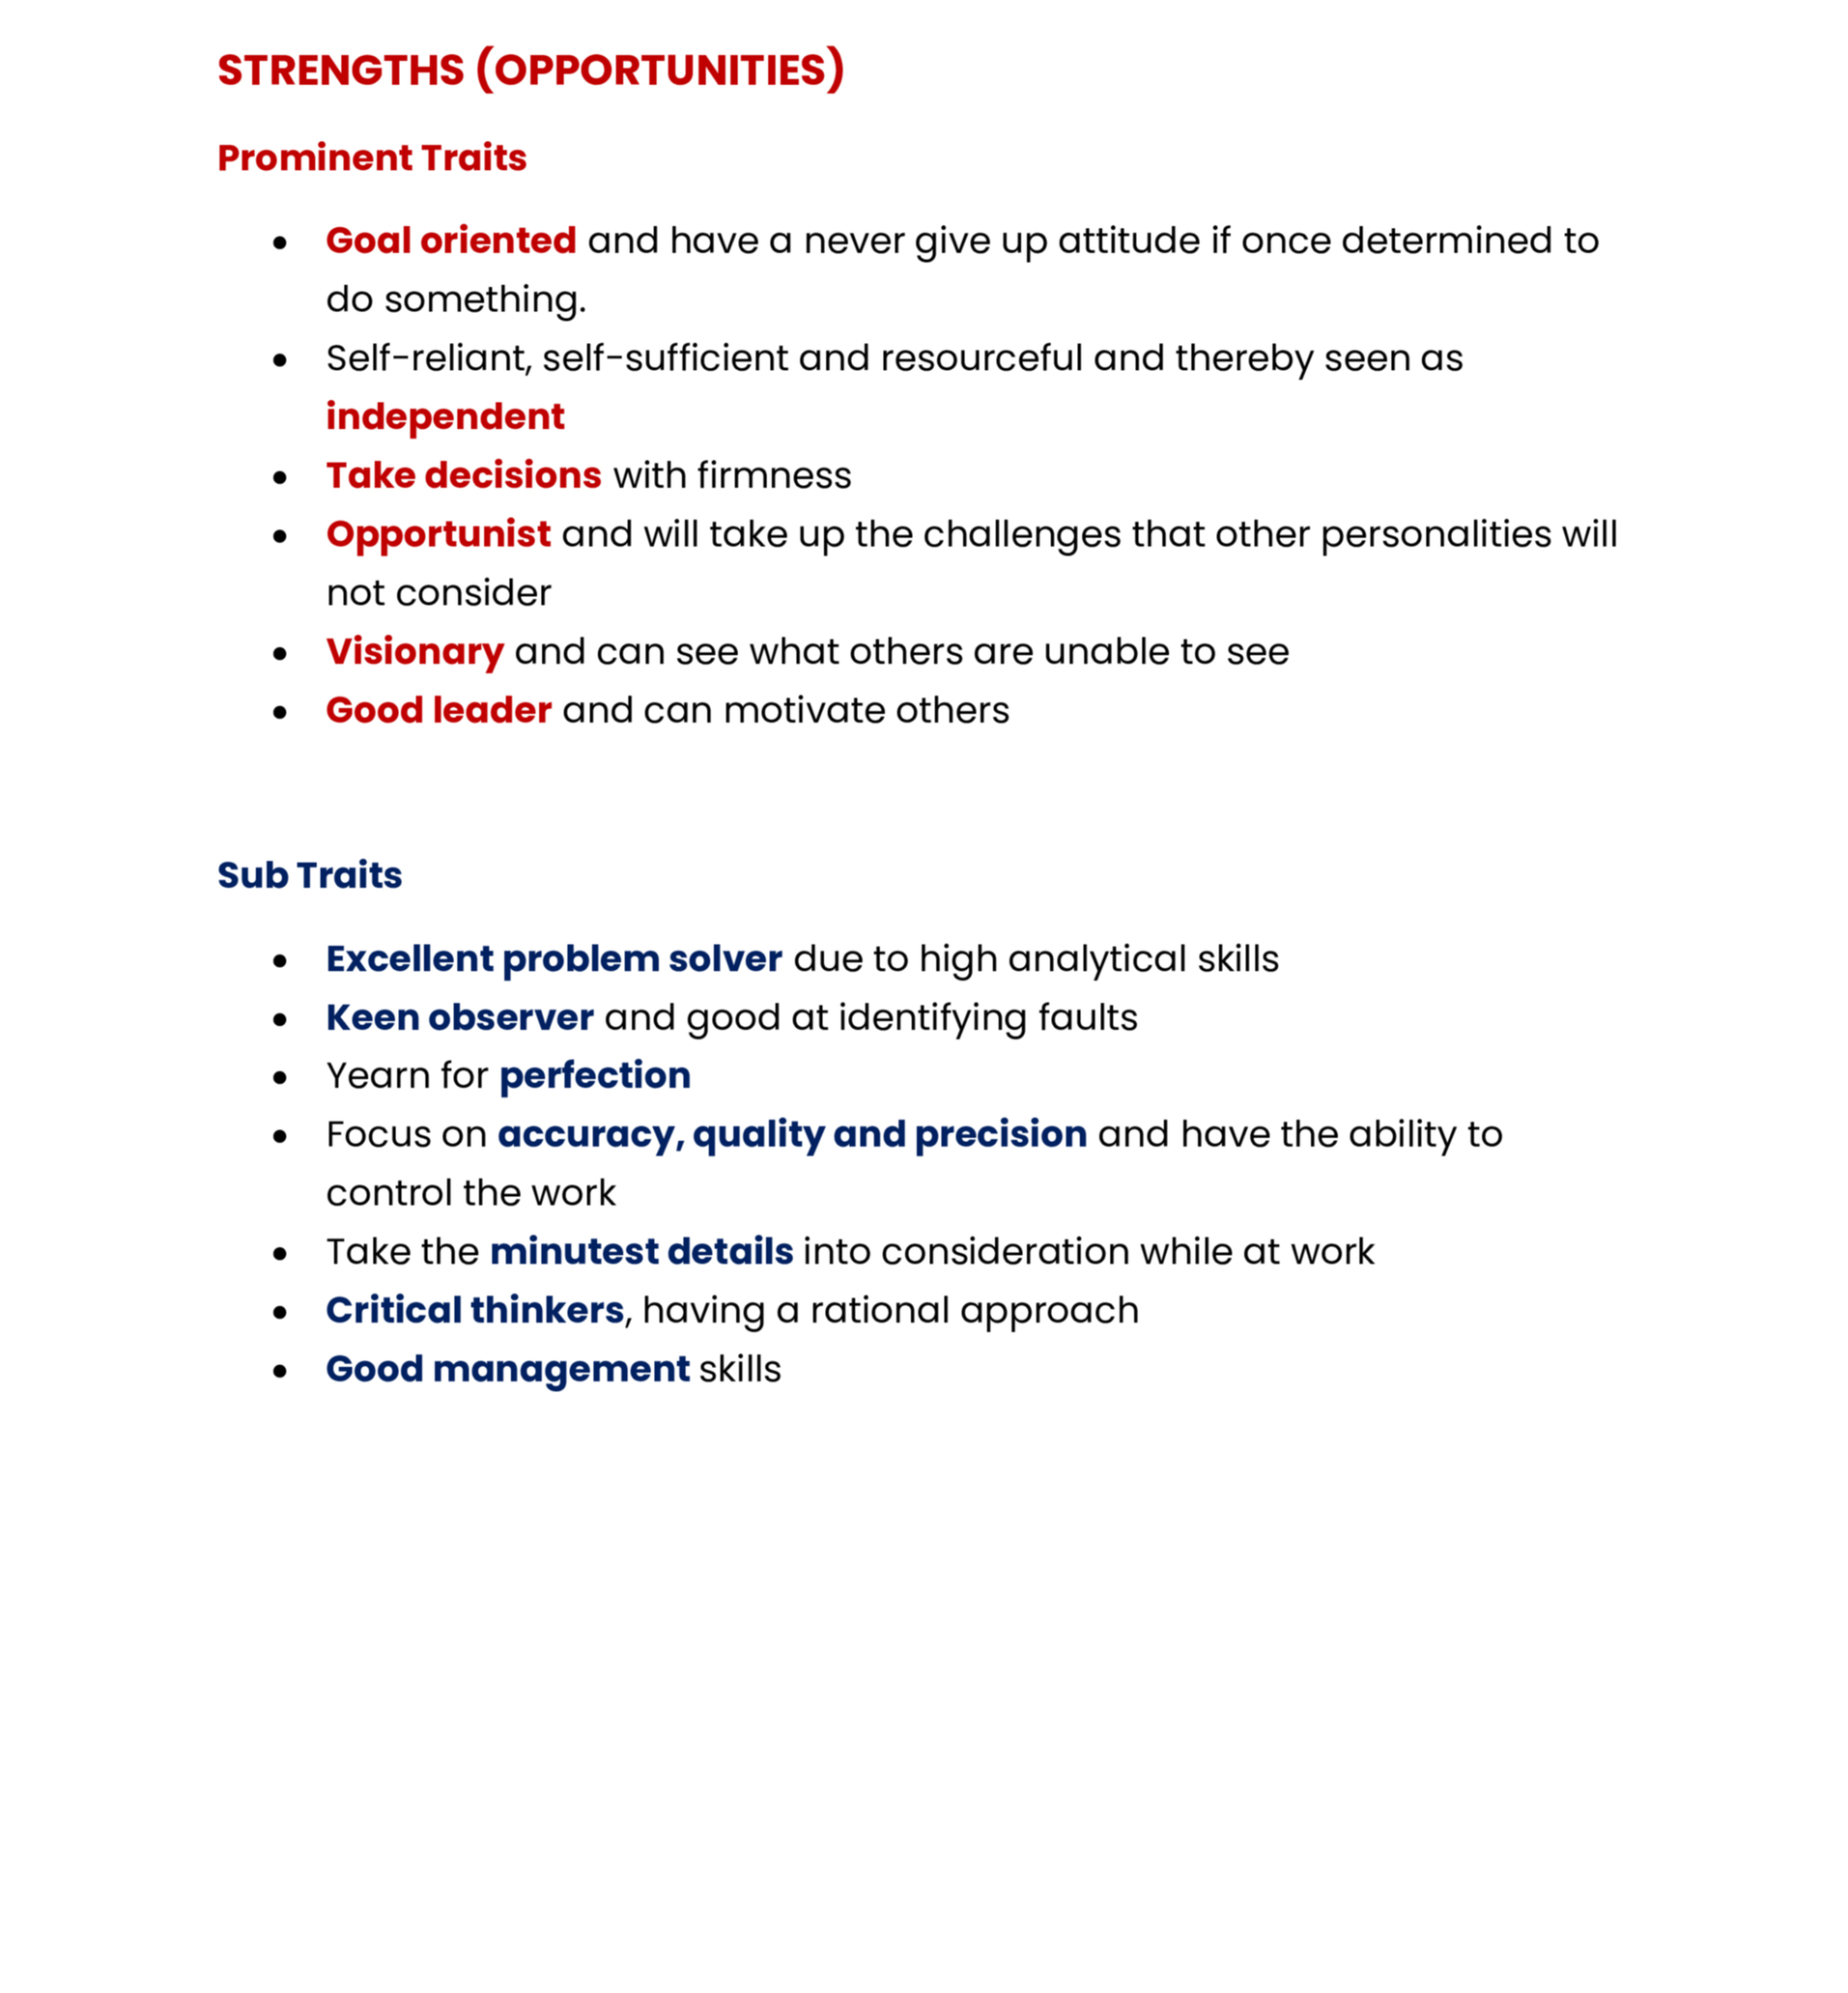 STRENGTHS (OPPORTUNITIES)
Prominent Traits
• Goal oriented and have a never give up attitude if once determined to
do something.
• Self-reliant, self-sufficient and resourceful and thereby seen as
independent
• Take decisions with firmness
• Opportunist and will take up the challenges that other personalities will
not consider
• Visionary and can see what others are unable to see
• Good leader and can motivate others
Sub Traits
• Excellent problem solver due to high analytical skills
• Keen observer and good at identifying faults
• Yearn for perfection
• Focus on accuracy, quality and precision and have the ability to
control the work
• Take the minutest details into consideration while at work
• Critical thinkers, having a rational approach
• Good management skills